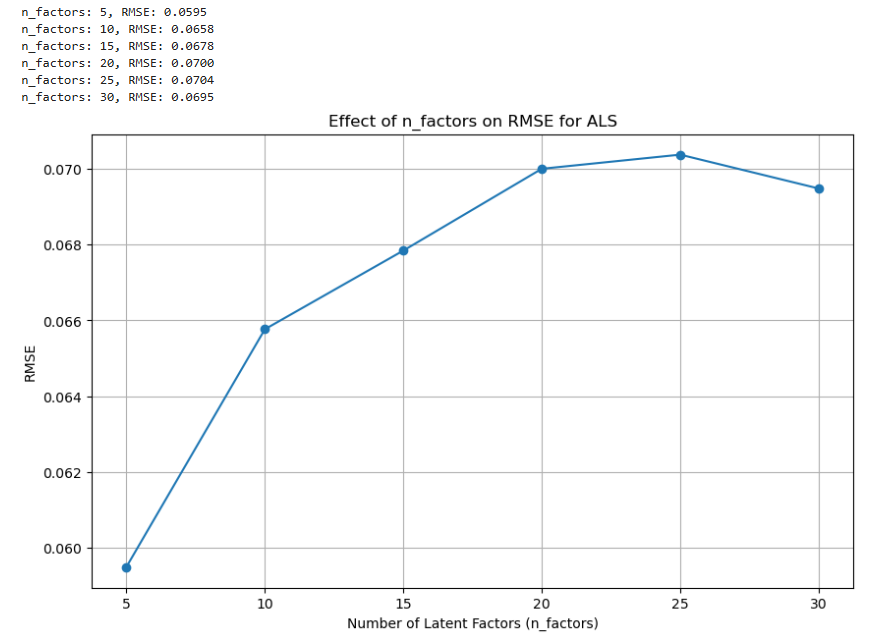 n_factors: 5, RMSE: 0.0595
n_factors: 10, RMSE: 0.0658
n_factors: 15, RMSE: 0.0678
n_factors: 20, RMSE: 0.0700
n_factors: 25, RMSE: 0.0704
n_factors: 30, RMSE: 0.0695
Effect of n_factors on RMSE for ALS
0.070
0.068
0.066
0.064
0.062
0.060
RMSE
5 10 15 20 25 30
Number of Latent Factors (n_factors)